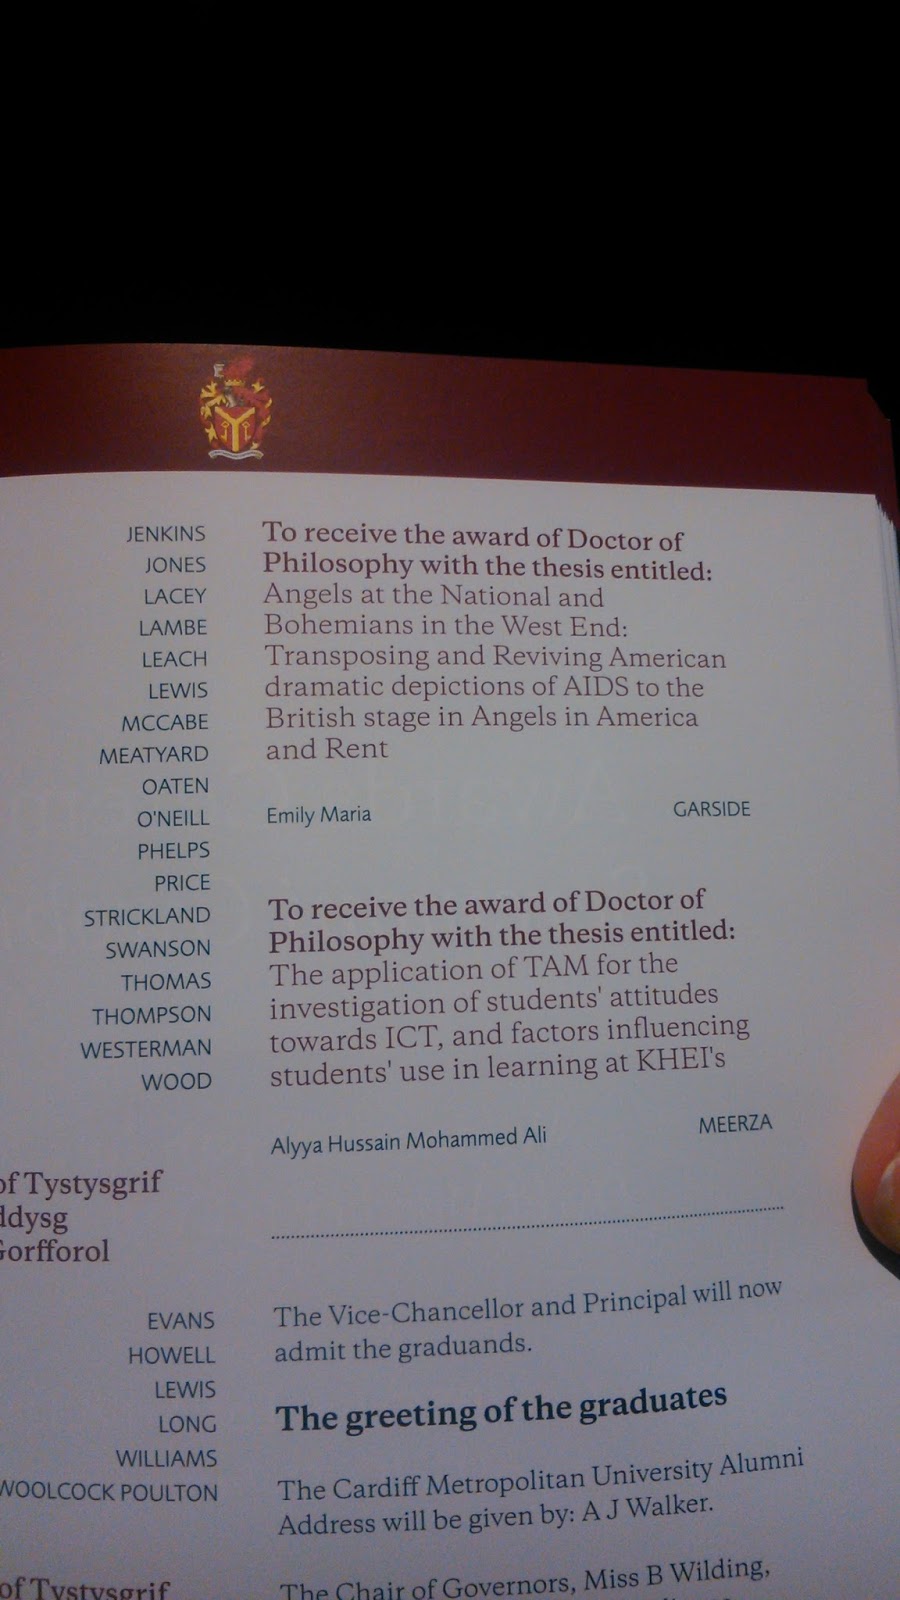 JENKINS
JONES
LACEY
LAMBE
LEACH
LEWIS
MCCABE
MEATYARD
OATEN
O'NEILL
PHELPS
PRICE
STRICKLAND
SWANSON
THOMAS
THOMPSON
WESTERMAN
WOOD
of Tystysgrif
ddysg
Gorfforol
EVANS
HOWELL
LEWIS
LONG
WILLIAMS
WOOLCOCK POULTON
of Tystysgrif
To receive the award of Doctor of
Philosophy with the thesis entitled:
Angels at the National and
Bohemians in the West End:
Transposing and Reviving American
dramatic depictions of AIDS to the
British stage in Angels in America
and Rent
Emily Maria GARSIDE
To receive the award of Doctor of
Philosophy with the thesis entitled:
The application of TAM for the
investigation of students' attitudes
towards ICT, and factors influencing
students' use in learning at KHEI's
Alyya Hussain Mohammed Ali MEERZA
The Vice-Chancellor and Principal will now
admit the graduands.
The greeting of the graduates
The Cardiff Metropolitan University Alumni
Address will be given by: A J Walker.
The Chair of Governors, Miss B Wilding,